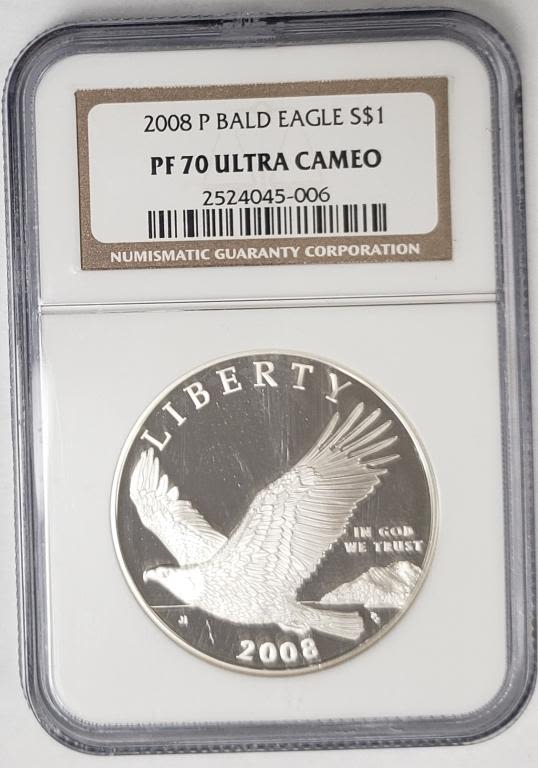 2008 P BALD EAGLE S$1
PF 70 ULTRA CAMEO
2524045-006
NUMISMATIC GUARANTY CORPORATION
LIBERTY
IN GOD
WE TRUST
2008